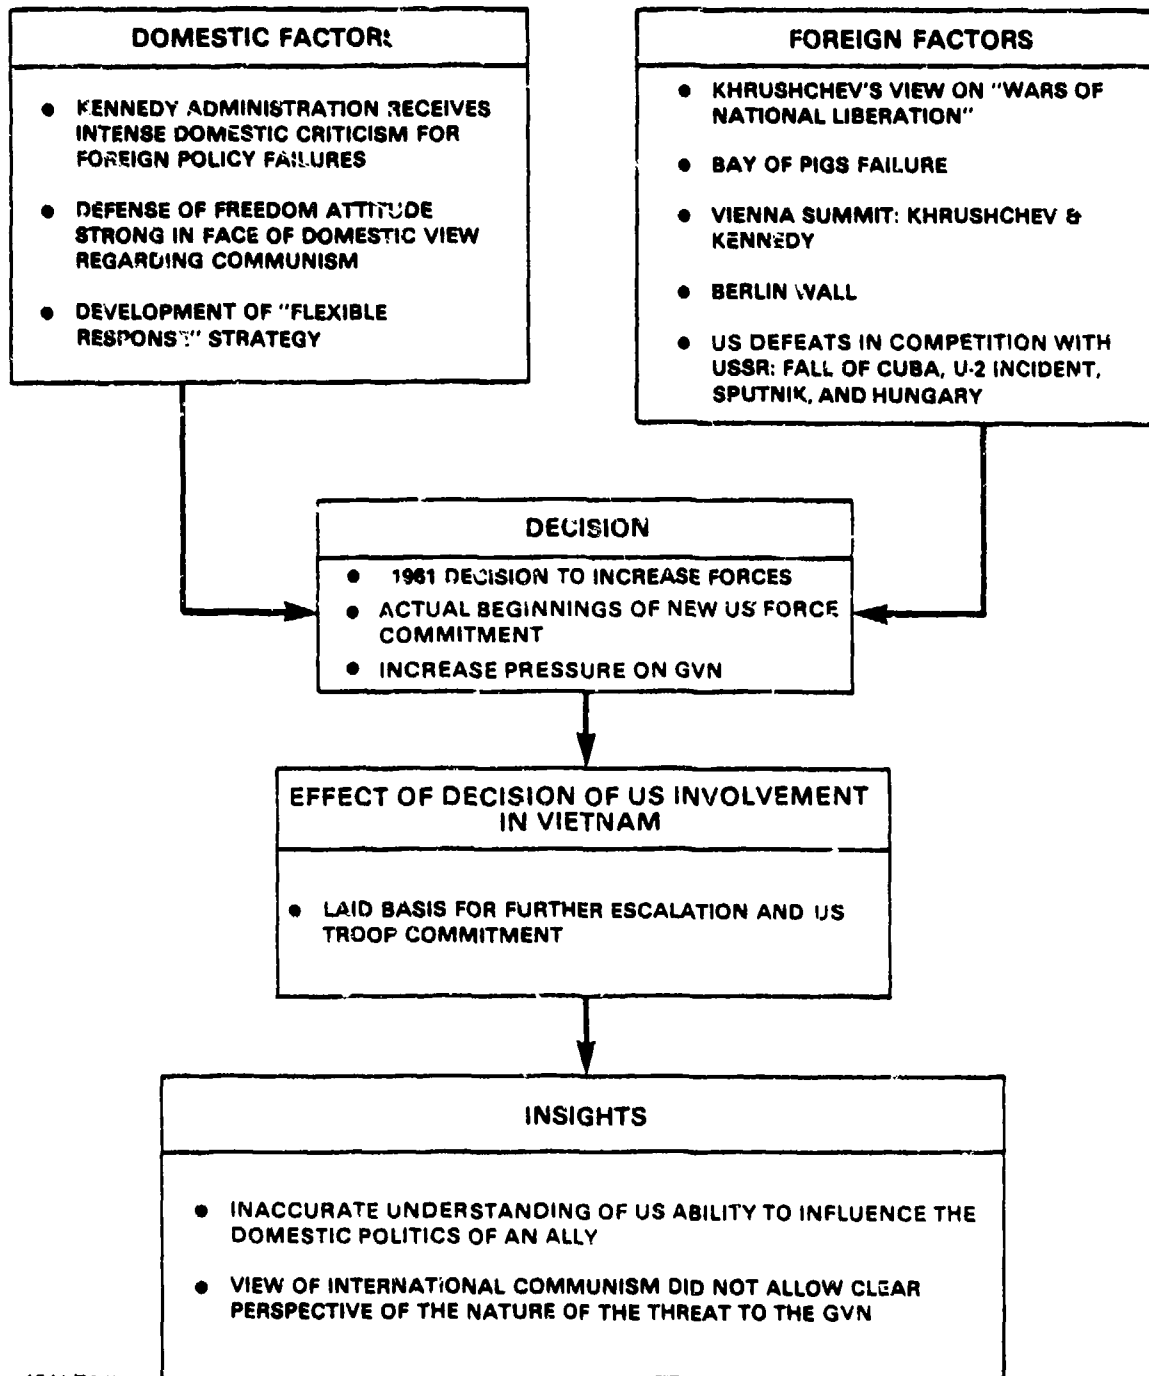 DOMESTIC FACTORS
● KENNEDY ADMINISTRATION RECEIVES
INTENSE DOMESTIC CRITICISM FOR
FOREIGN POLICY FAILURES
● DEFENSE OF FREEDOM ATTITUDE
STRONG IN FACE OF DOMESTIC VIEW
REGARDING COMMUNISM
● DEVELOPMENT OF "FLEXIBLE
RESPONSE" STRATEGY
FOREIGN FACTORS
● KHRUSHCHEV'S VIEW ON "WARS OF
NATIONAL LIBERATION"
● BAY OF PIGS FAILURE
● VIENNA SUMMIT: KHRUSHCHEV &
KENNEDY
● BERLIN WALL
● US DEFEATS IN COMPETITION WITH
USSR: FALL OF CUBA, U-2 INCIDENT,
SPUTNIK, AND HUNGARY
DECISION
● 1961 DECISION TO INCREASE FORCES
● ACTUAL BEGINNINGS OF NEW US FORCE
COMMITMENT
● INCREASE PRESSURE ON GVN
EFFECT OF DECISION OF US INVOLVEMENT
IN VIETNAM
● LAID BASIS FOR FURTHER ESCALATION AND US
TROOP COMMITMENT
INSIGHTS
● INACCURATE UNDERSTANDING OF US ABILITY TO INFLUENCE THE
DOMESTIC POLITICS OF AN ALLY
● VIEW OF INTERNATIONAL COMMUNISM DID NOT ALLOW CLEAR
PERSPECTIVE OF THE NATURE OF THE THREAT TO THE GVN